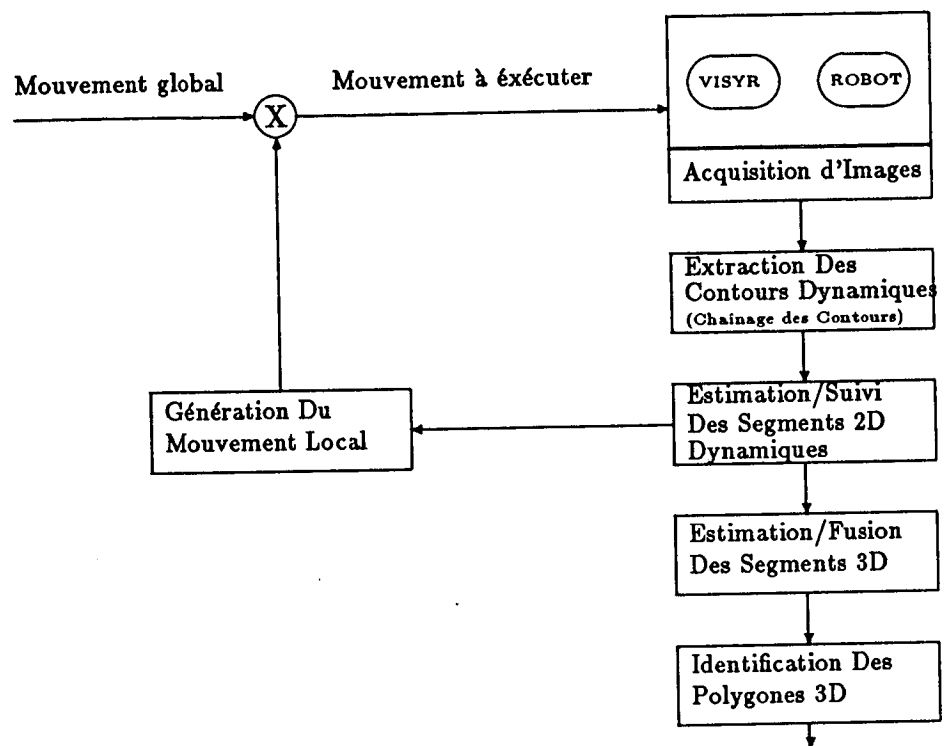 Mouvement global
Mouvement à éxécuter
X
VISYR
ROBOT
Acquisition d'Images
Extraction Des
Contours Dynamiques
(Chainage des Contours)
Estimation/Suivi
Des Segments 2D
Dynamiques
Génération Du
Mouvement Local
Estimation/Fusion
Des Segments 3D
Identification Des
Polygones 3D